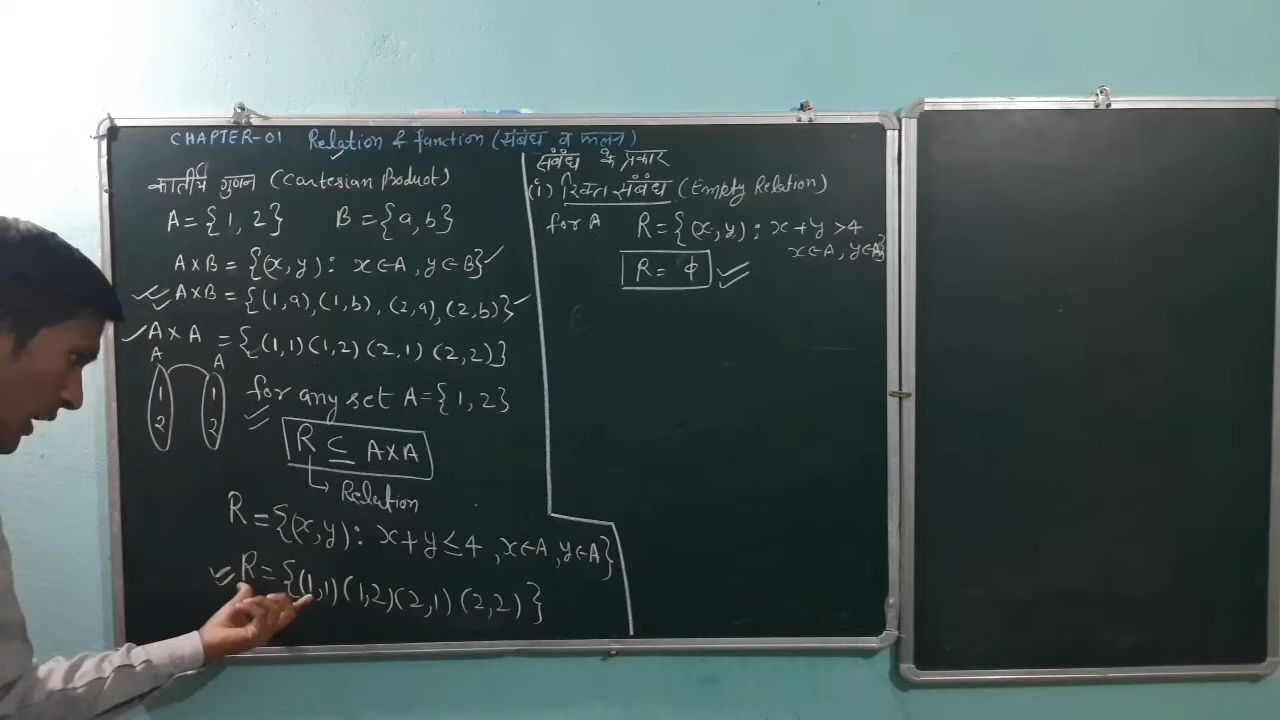 CHAPTER-01 Relation & function (संबंध व फलन)
कार्तीय गुणन (Cartesian Product)
A = {1, 2} B = {a, b}
A×B = {(x, y) : x∈A, y∈B}
A×B = {(1, a), (1, b), (2, a), (2, b)}
A × A = {(1,1) (1,2) (2,1) (2,2)}
A A
1 1
2 2
for any set A = {1, 2}
R ⊆ A×A
Relation
R = {(x, y) : x + y ≤ 4, x∈A, y∈A}
R = {(1,1) (1,2) (2,1) (2,2)}
संबंध के प्रकार
(i) रिक्त संबंध (Empty Relation)
for A R = {(x, y) : x + y > 4
x∈A, y∈A}
R = ϕ